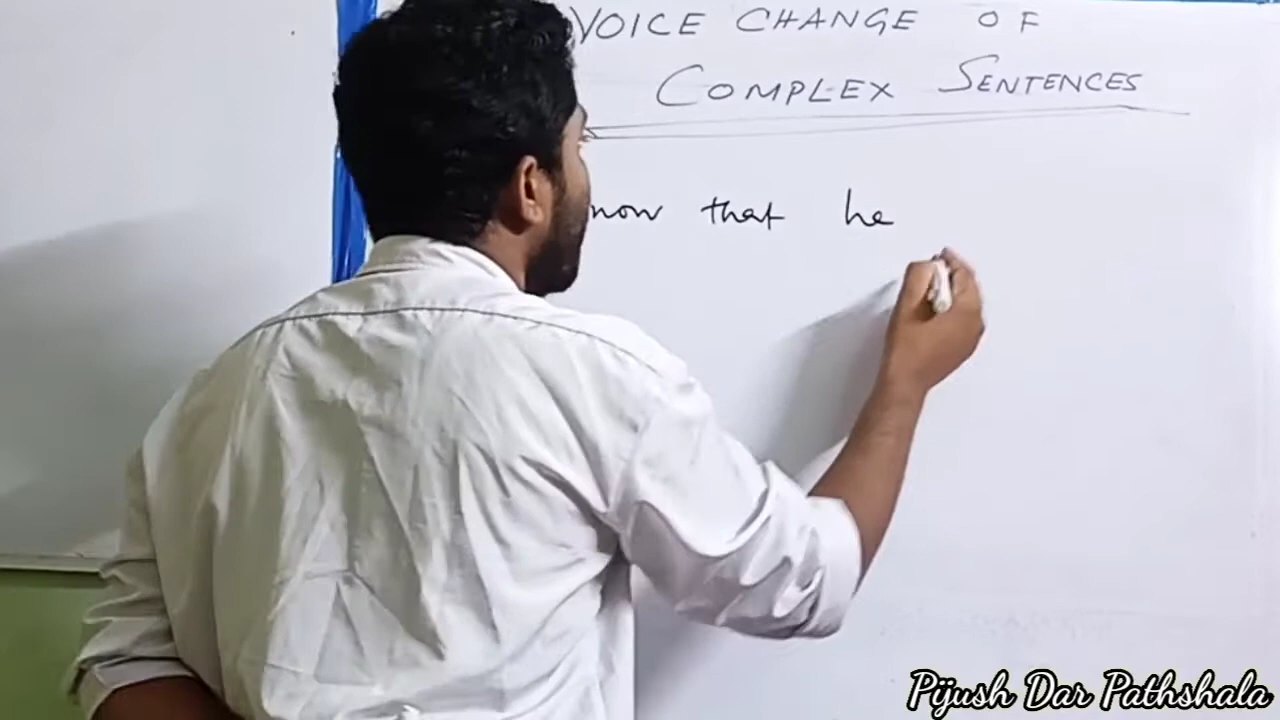 VOICE CHANGE OF
COMPLEX SENTENCES
now that he
Pijush Dar Pathshala